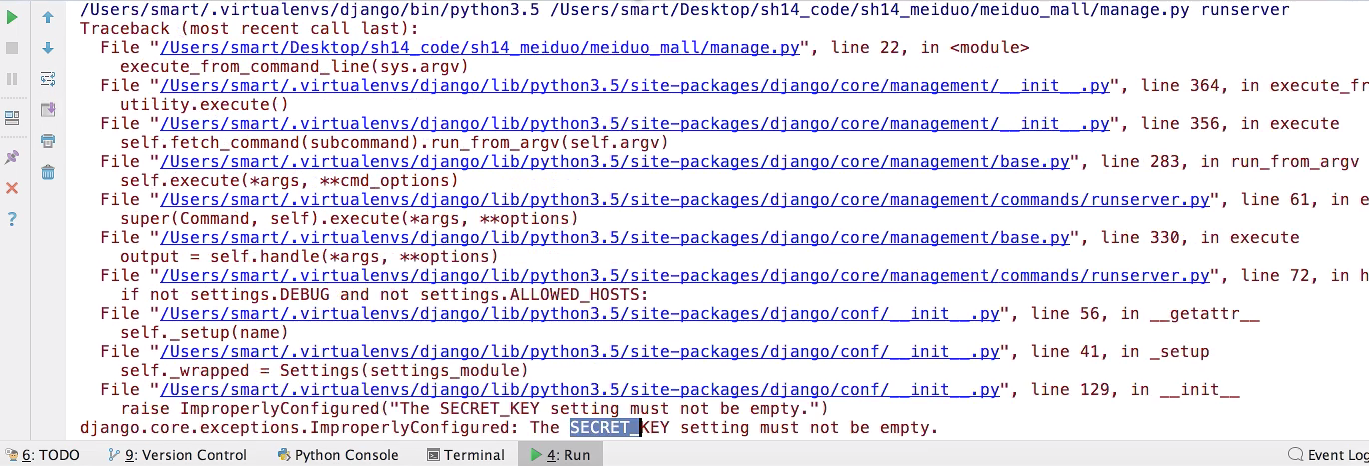 /Users/smart/.virtualenvs/django/bin/python3.5 /Users/smart/Desktop/sh14_code/sh14_meiduo/meiduo_mall/manage.py runserver
Traceback (most recent call last):
File "/Users/smart/Desktop/sh14_code/sh14_meiduo/meiduo_mall/manage.py", line 22, in <module>
execute_from_command_line(sys.argv)
File "/Users/smart/.virtualenvs/django/lib/python3.5/site-packages/django/core/management/__init__.py", line 364, in execute_fr
utility.execute()
File "/Users/smart/.virtualenvs/django/lib/python3.5/site-packages/django/core/management/__init__.py", line 356, in execute
self.fetch_command(subcommand).run_from_argv(self.argv)
File "/Users/smart/.virtualenvs/django/lib/python3.5/site-packages/django/core/management/base.py", line 283, in run_from_argv
self.execute(*args, **cmd_options)
File "/Users/smart/.virtualenvs/django/lib/python3.5/site-packages/django/core/management/commands/runserver.py", line 61, in e
super(Command, self).execute(*args, **options)
File "/Users/smart/.virtualenvs/django/lib/python3.5/site-packages/django/core/management/base.py", line 330, in execute
output = self.handle(*args, **options)
File "/Users/smart/.virtualenvs/django/lib/python3.5/site-packages/django/core/management/commands/runserver.py", line 72, in h
if not settings.DEBUG and not settings.ALLOWED_HOSTS:
File "/Users/smart/.virtualenvs/django/lib/python3.5/site-packages/django/conf/__init__.py", line 56, in __getattr__
self._setup(name)
File "/Users/smart/.virtualenvs/django/lib/python3.5/site-packages/django/conf/__init__.py", line 41, in _setup
self._wrapped = Settings(settings_module)
File "/Users/smart/.virtualenvs/django/lib/python3.5/site-packages/django/conf/__init__.py", line 129, in __init__
raise ImproperlyConfigured("The SECRET_KEY setting must not be empty.")
django.core.exceptions.ImproperlyConfigured: The SECRET_KEY setting must not be empty.
6: TODO 9: Version Control Python Console Terminal 4: Run Event Log